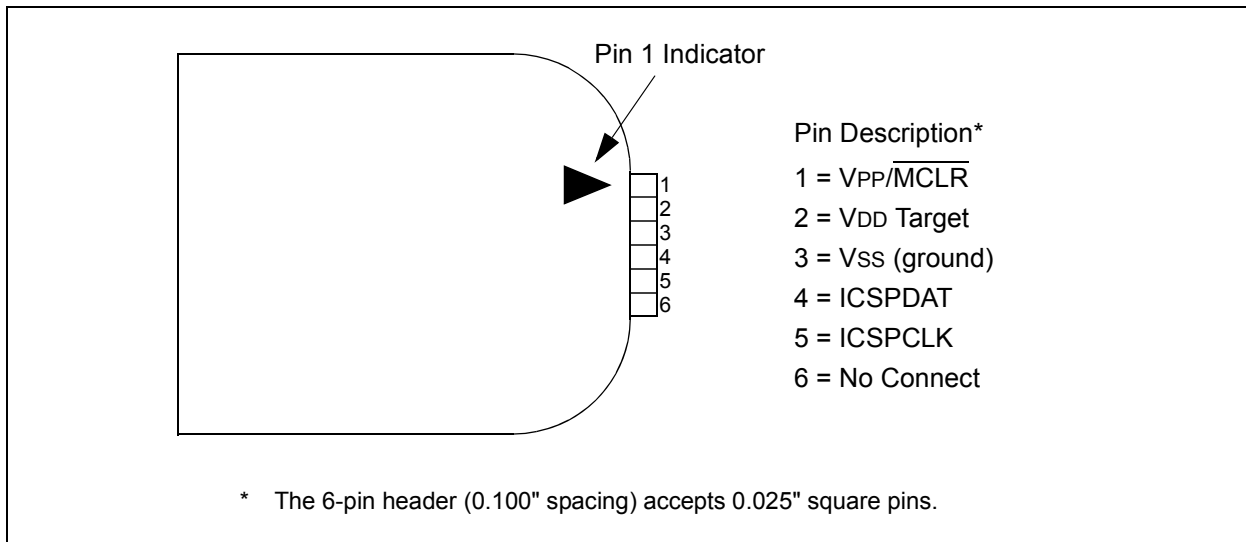 Pin 1 Indicator
1
2
3
4
5
6
Pin Description*
1 = VPP/M̅C̅L̅R̅
2 = VDD Target
3 = VSS (ground)
4 = ICSPDAT
5 = ICSPCLK
6 = No Connect
* The 6-pin header (0.100" spacing) accepts 0.025" square pins.